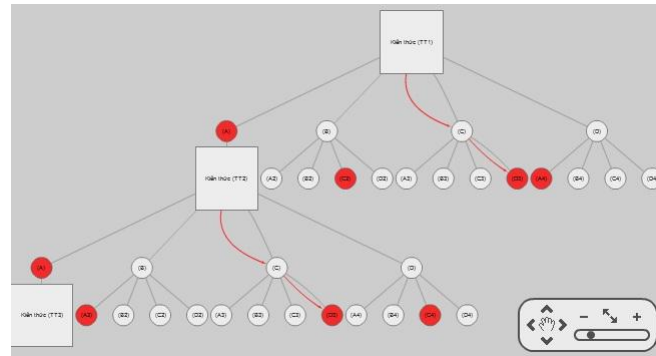 Kiến thức (TT1)
(A) (B) (C) (D)
Kiến thức (TT2) (A2) (B2) (C2) (D2) (A3) (B3) (C3) (D3) (A4) (B4) (C4) (D4)
(A) (B) (C) (D)
Kiến thức (TT3) (A2) (B2) (C2) (D2) (A3) (B3) (C3) (D3) (A4) (B4) (C4) (D4)